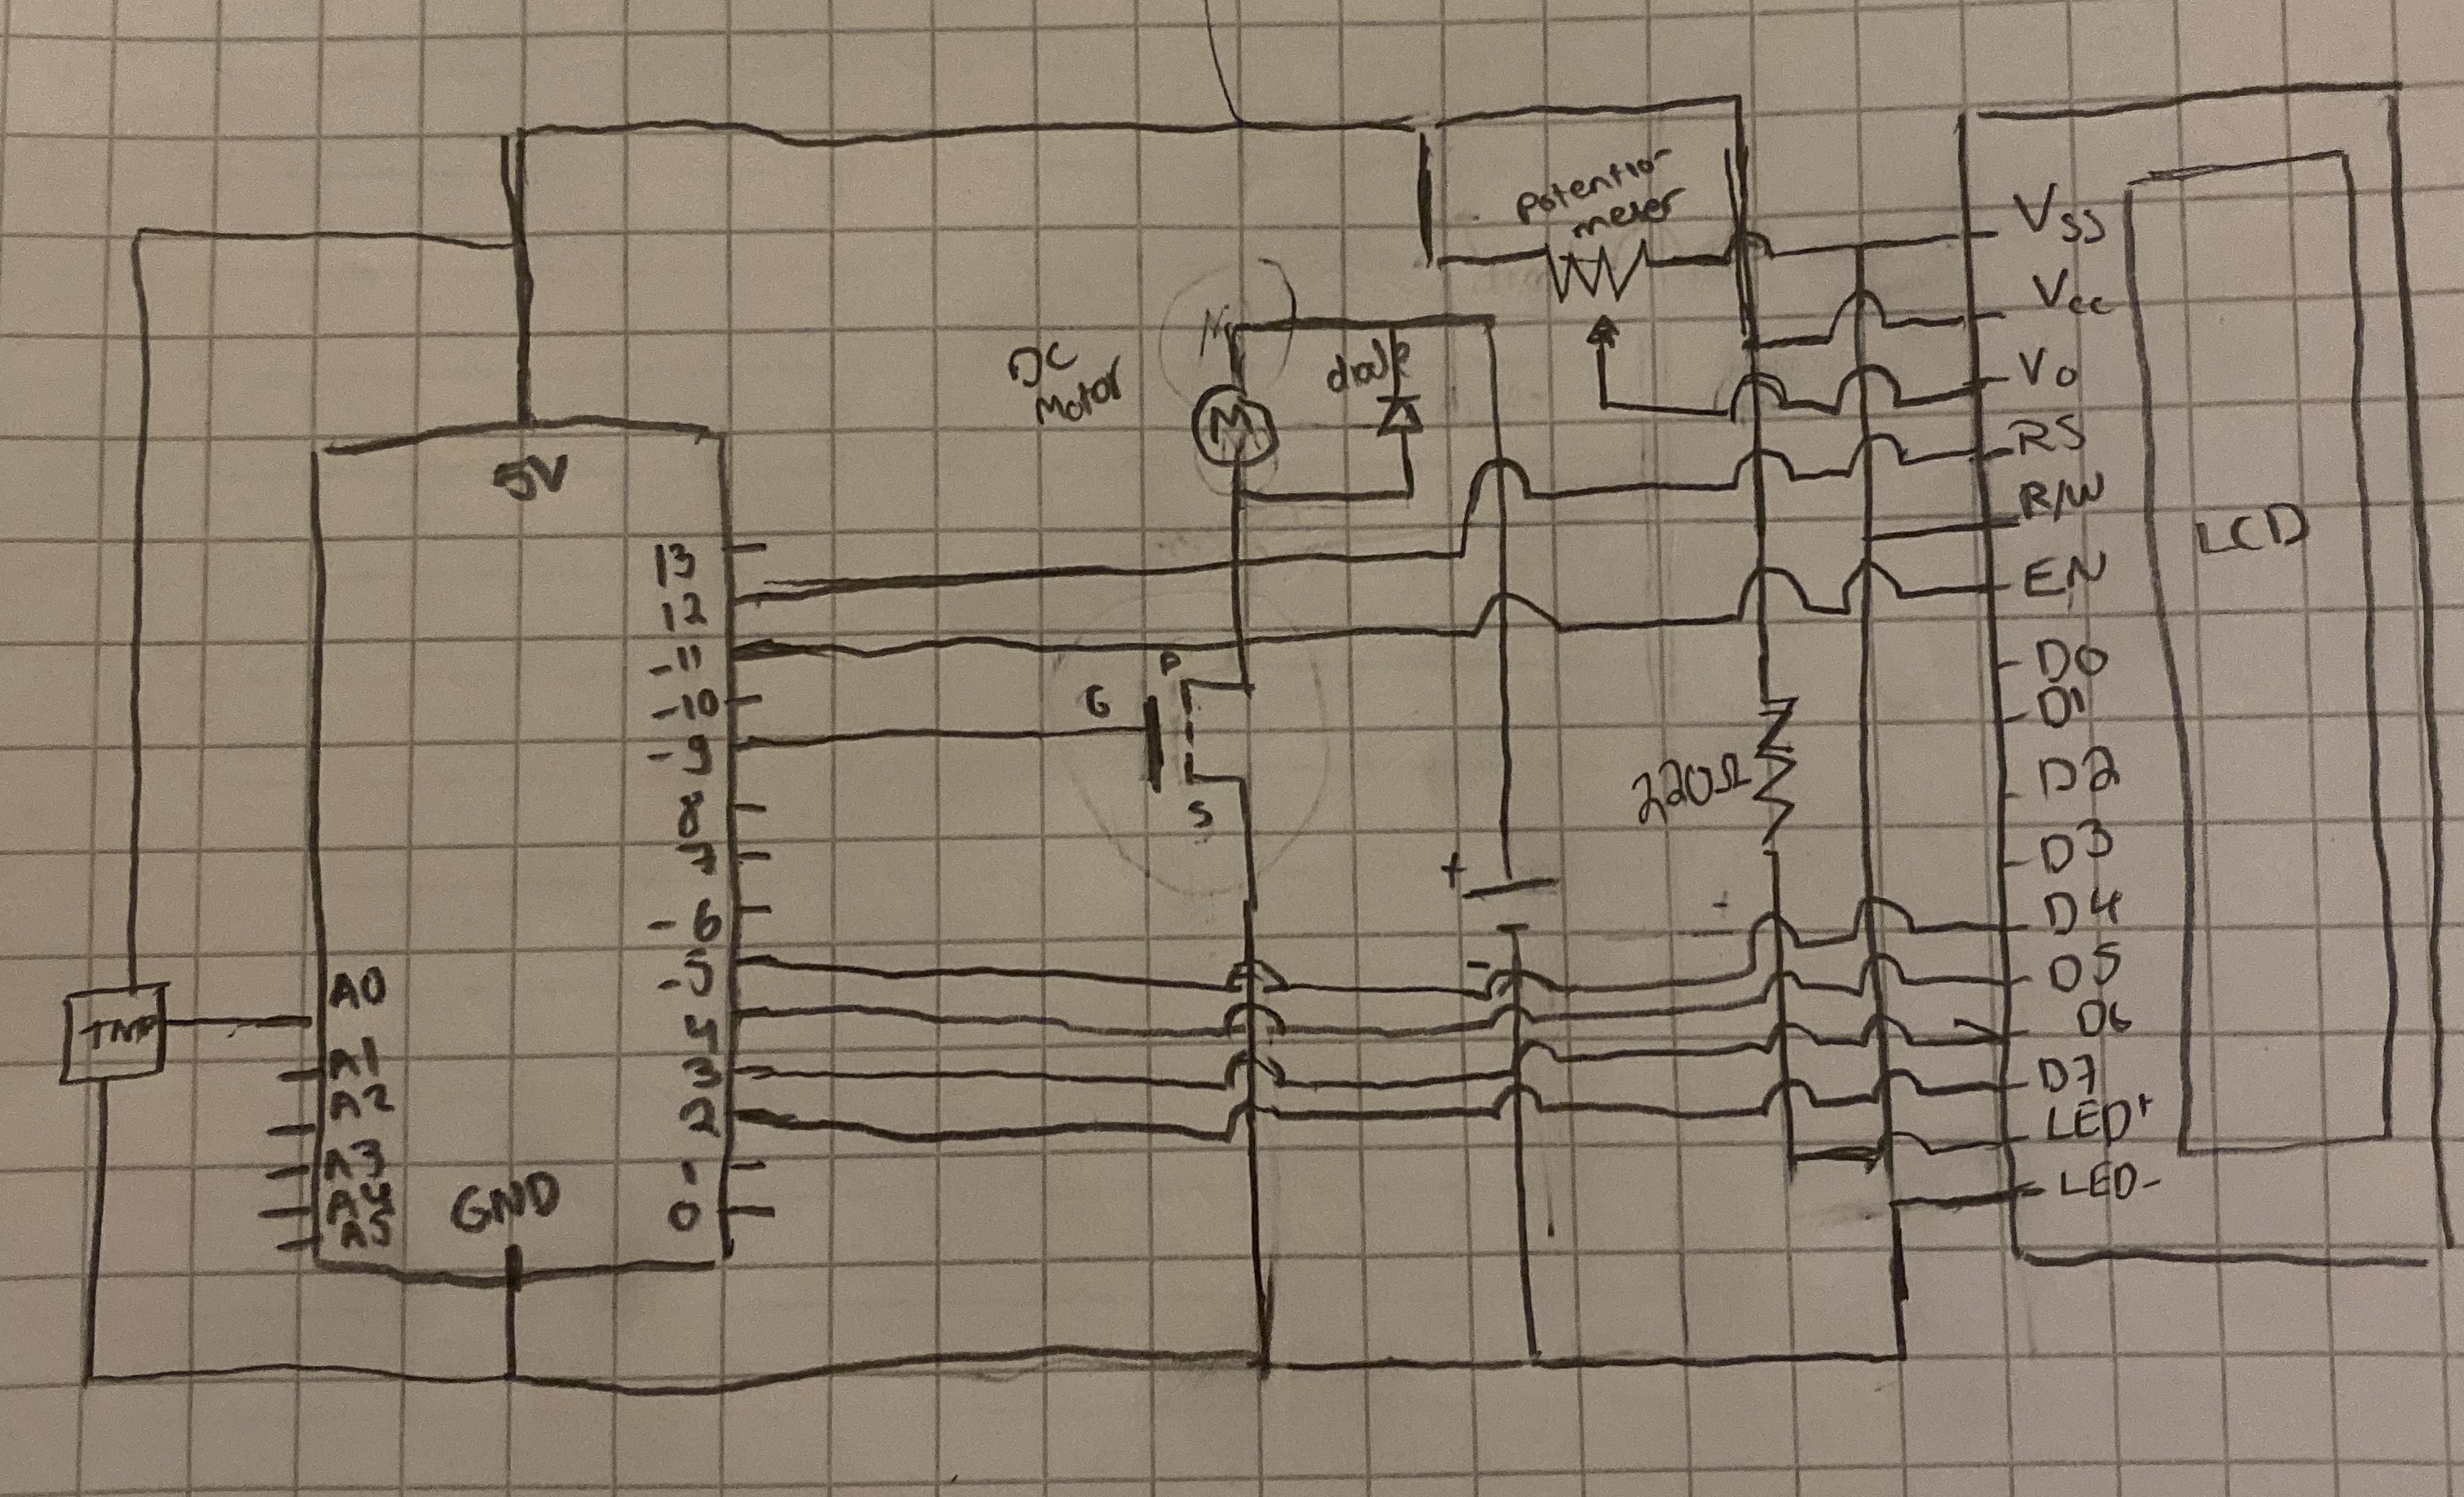 potentio
meter
Vss
Vcc
DC
Motor
M
diode
Vo
RS
R/W
LCD
5V
EN
13
12
-11
-10
-9
8
7
-6
-5
4
3
2
1
0
G
S
220Ω
+
-
D0
D1
D2
D3
D4
D5
D6
D7
LED+
LED-
TMP
A0
A1
A2
A3
A4
A5
GND